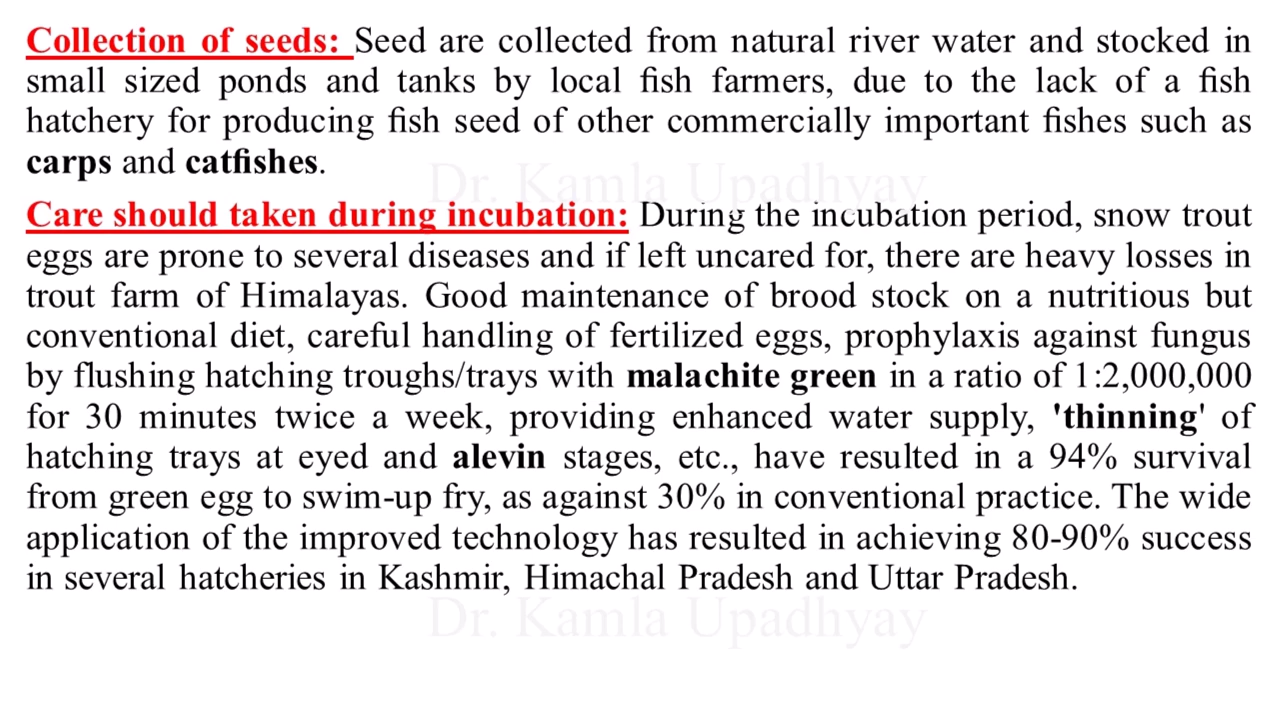 Collection of seeds: Seed are collected from natural river water and stocked in
small sized ponds and tanks by local fish farmers, due to the lack of a fish
hatchery for producing fish seed of other commercially important fishes such as
carps and catfishes.
Dr. Kamla Upadhyay
Care should taken during incubation: During the incubation period, snow trout
eggs are prone to several diseases and if left uncared for, there are heavy losses in
trout farm of Himalayas. Good maintenance of brood stock on a nutritious but
conventional diet, careful handling of fertilized eggs, prophylaxis against fungus
by flushing hatching troughs/trays with malachite green in a ratio of 1:2,000,000
for 30 minutes twice a week, providing enhanced water supply, 'thinning' of
hatching trays at eyed and alevin stages, etc., have resulted in a 94% survival
from green egg to swim-up fry, as against 30% in conventional practice. The wide
application of the improved technology has resulted in achieving 80-90% success
in several hatcheries in Kashmir, Himachal Pradesh and Uttar Pradesh.
Dr. Kamla Upadhyay